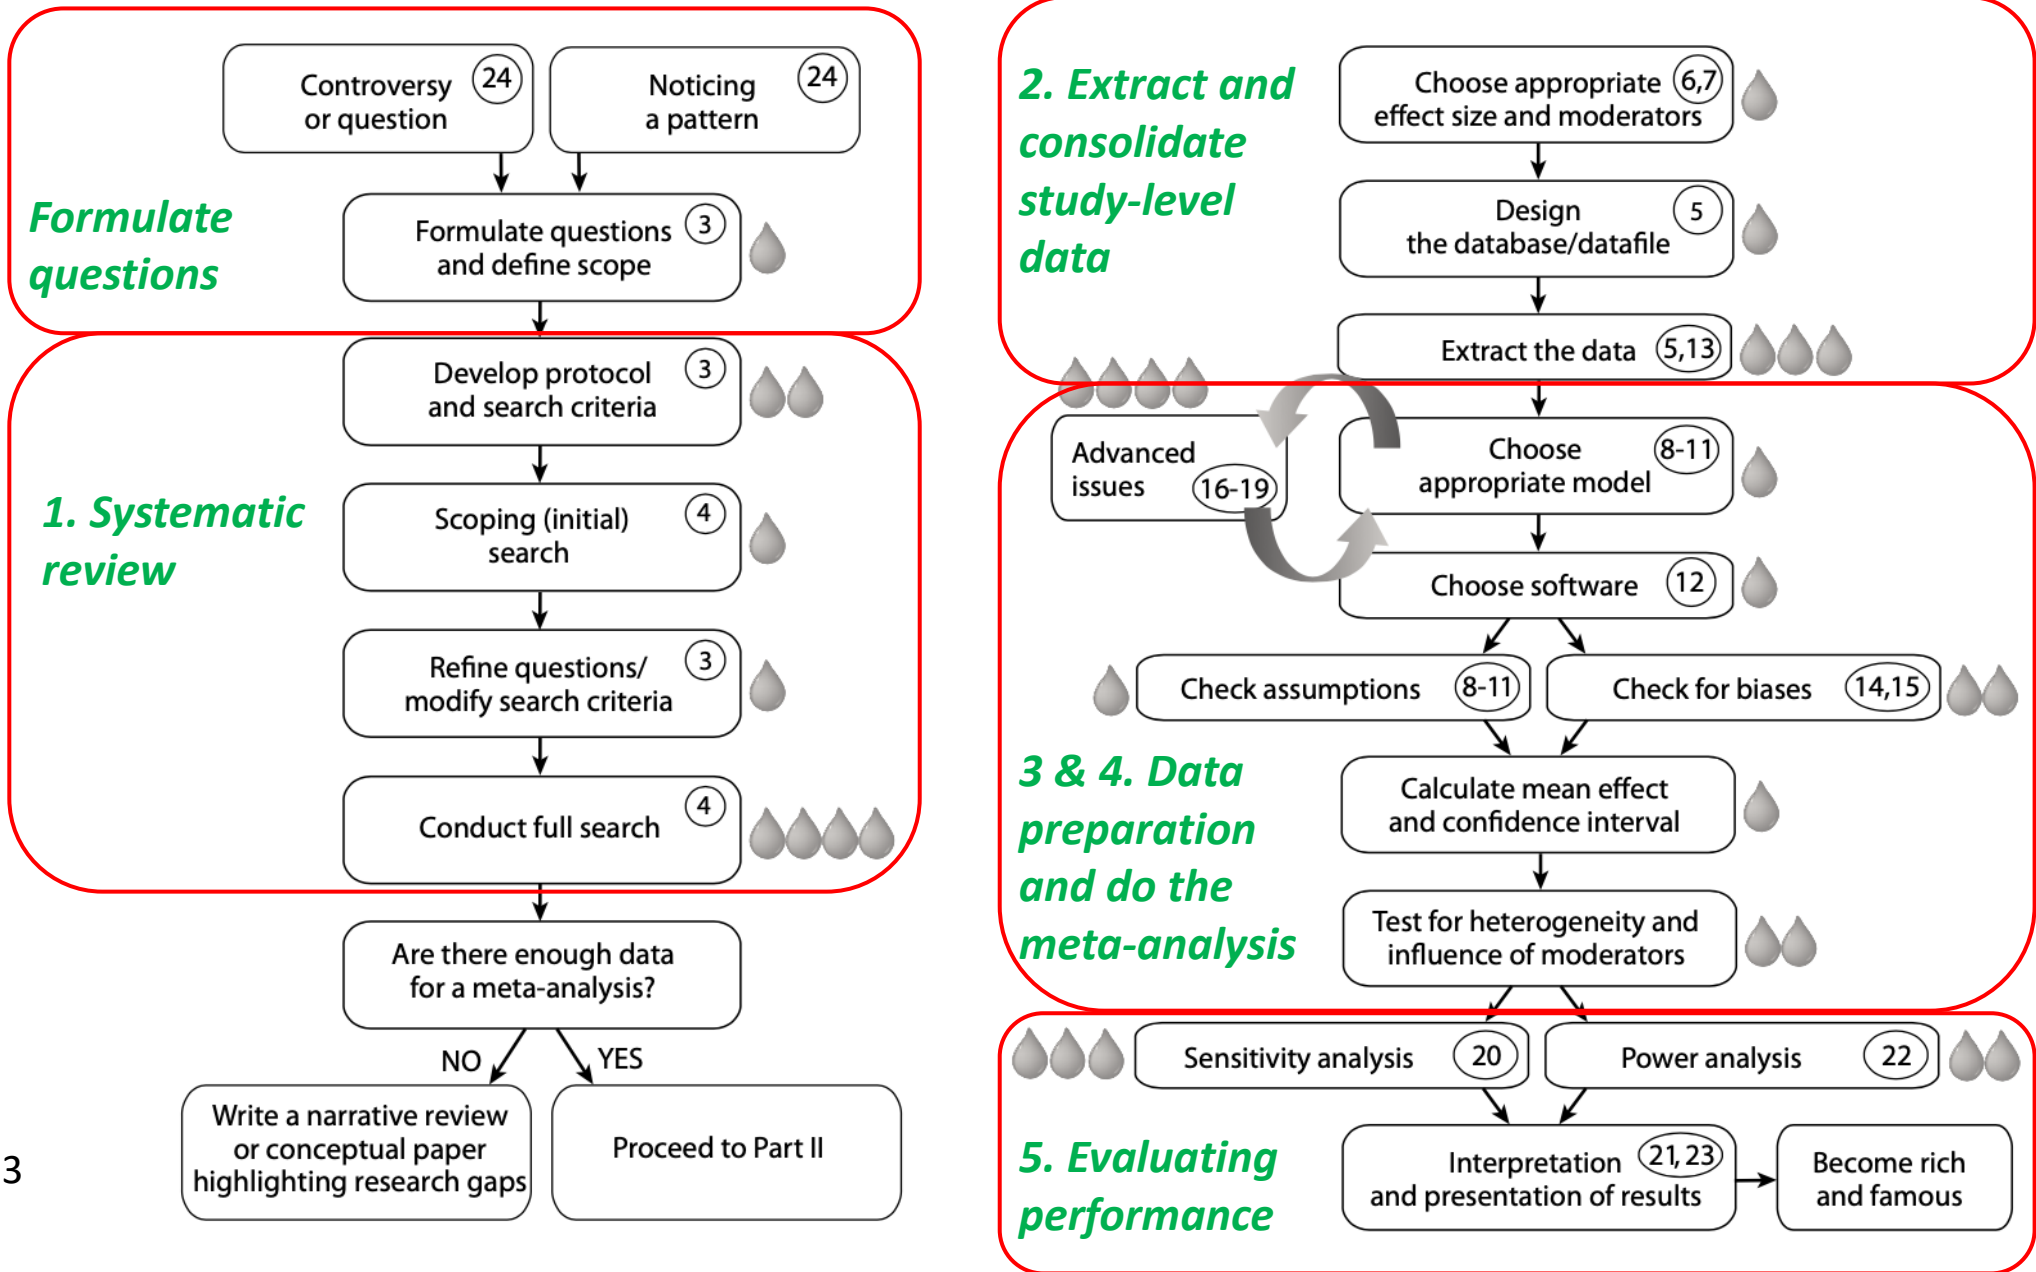 Controversy
or question
24
Noticing
a pattern
24
Formulate
questions
Formulate questions
and define scope
3
Develop protocol
and search criteria
3
1. Systematic
review
Scoping (initial)
search
4
Refine questions/
modify search criteria
3
Conduct full search
4
Are there enough data
for a meta-analysis?
NO
YES
Write a narrative review
or conceptual paper
highlighting research gaps
Proceed to Part II
3
2. Extract and
consolidate
study-level
data
Choose appropriate
effect size and moderators
6,7
Design
the database/datafile
5
Extract the data
5,13
Advanced
issues
16-19
Choose
appropriate model
8-11
Choose software
12
Check assumptions
8-11
Check for biases
14,15
3 & 4. Data
preparation
and do the
meta-analysis
Calculate mean effect
and confidence interval
Test for heterogeneity and
influence of moderators
Sensitivity analysis
20
Power analysis
22
5. Evaluating
performance
Interpretation
and presentation of results
21, 23
Become rich
and famous